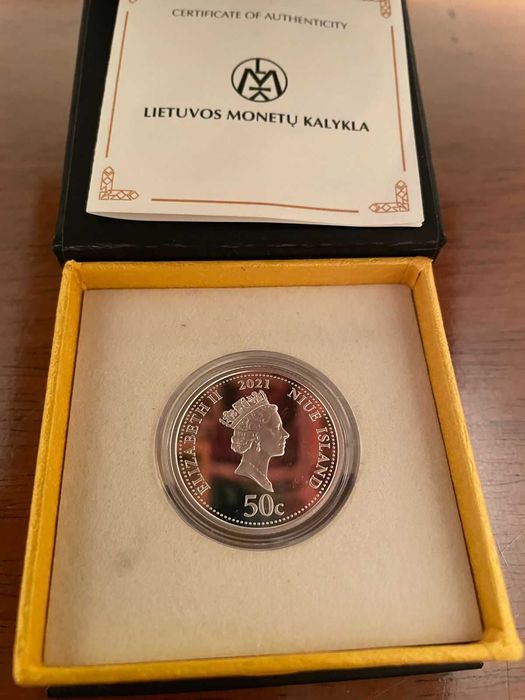 CERTIFICATE OF AUTHENTICITY
LIETUVOS MONETŲ KALYKLA
ELIZABETH II 2021 NIUE ISLAND
50c